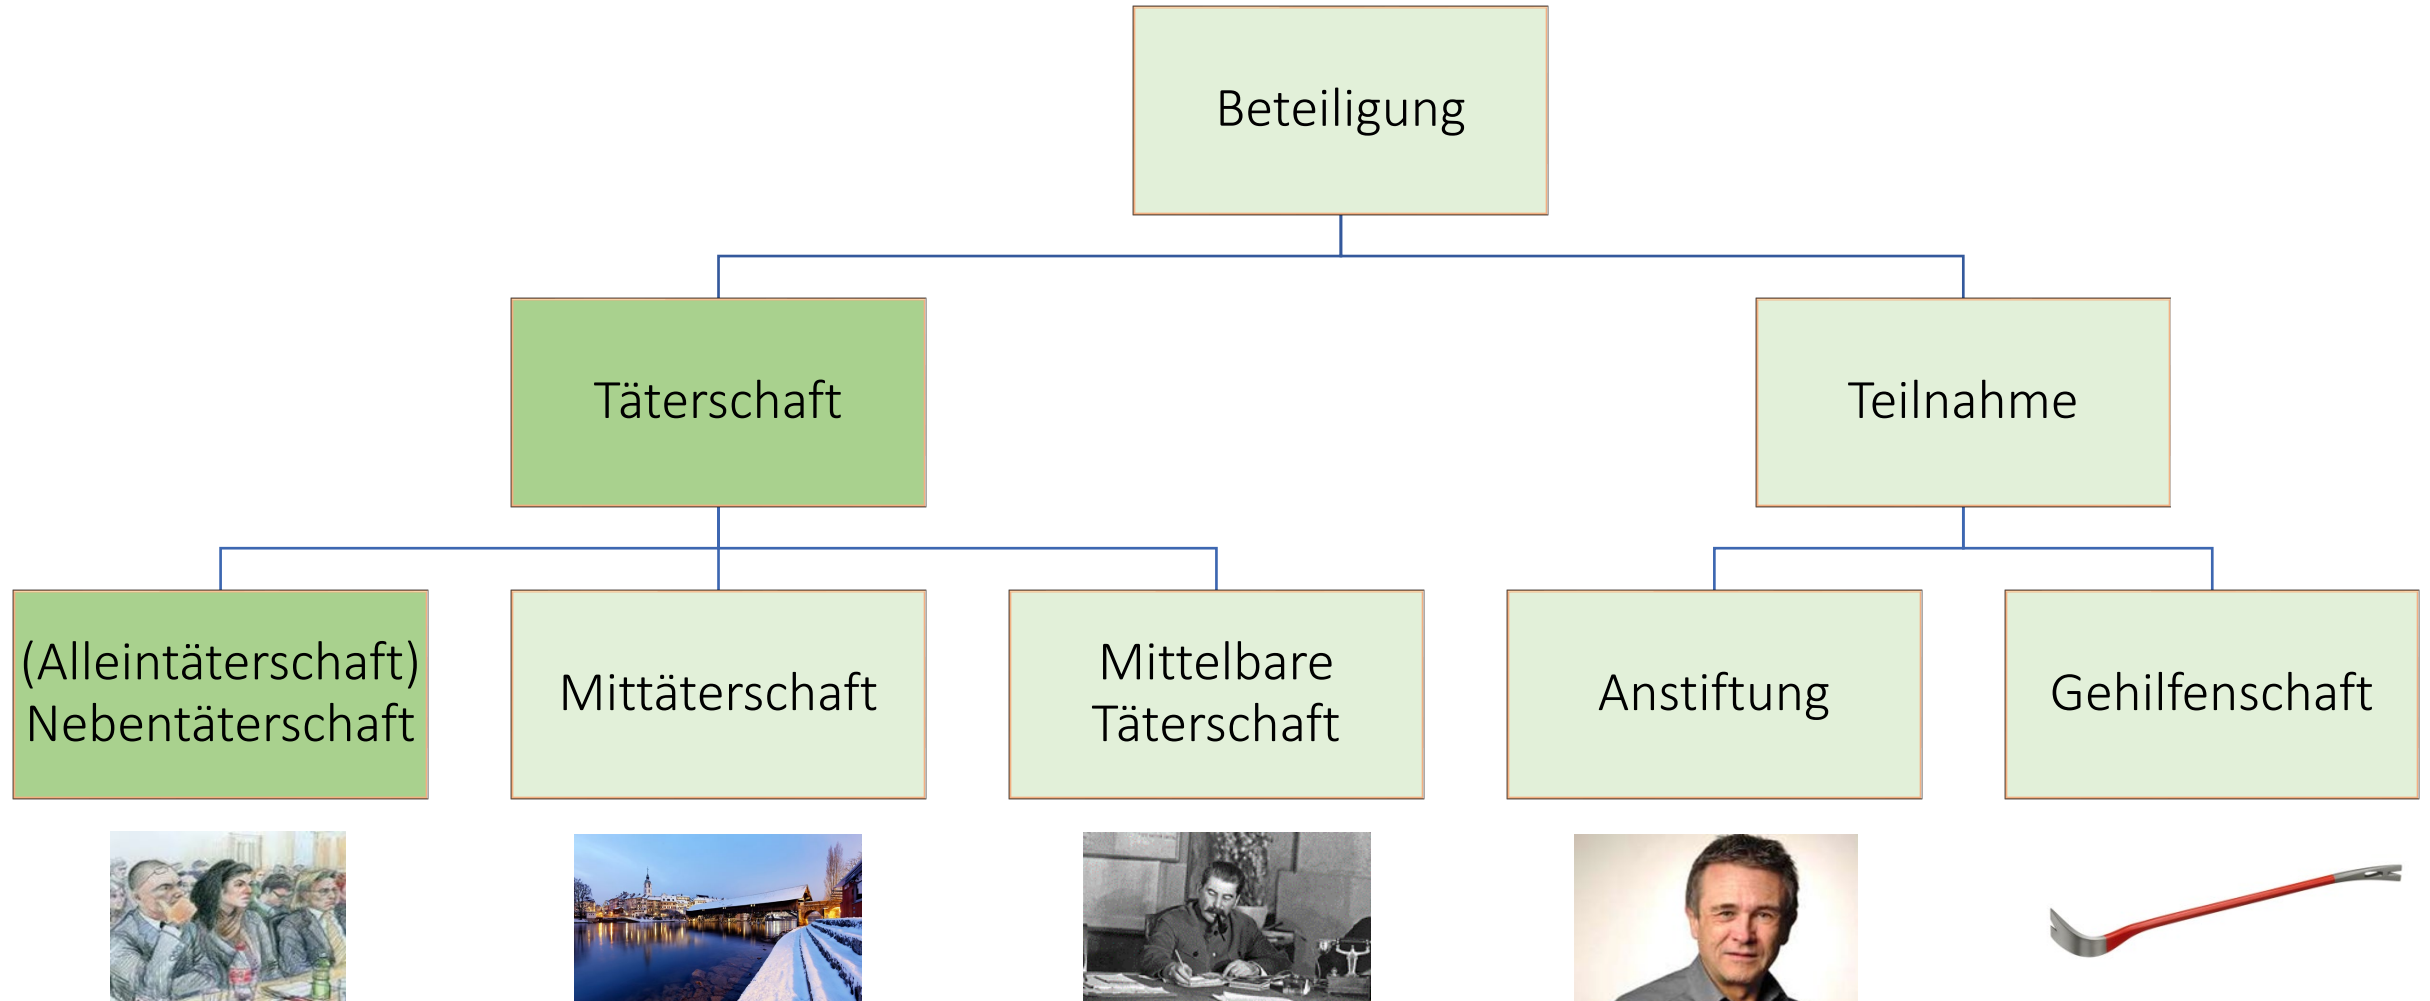 Beteiligung
Täterschaft
Teilnahme
(Alleintäterschaft)
Nebentäterschaft
Mittäterschaft
Mittelbare
Täterschaft
Anstiftung
Gehilfenschaft